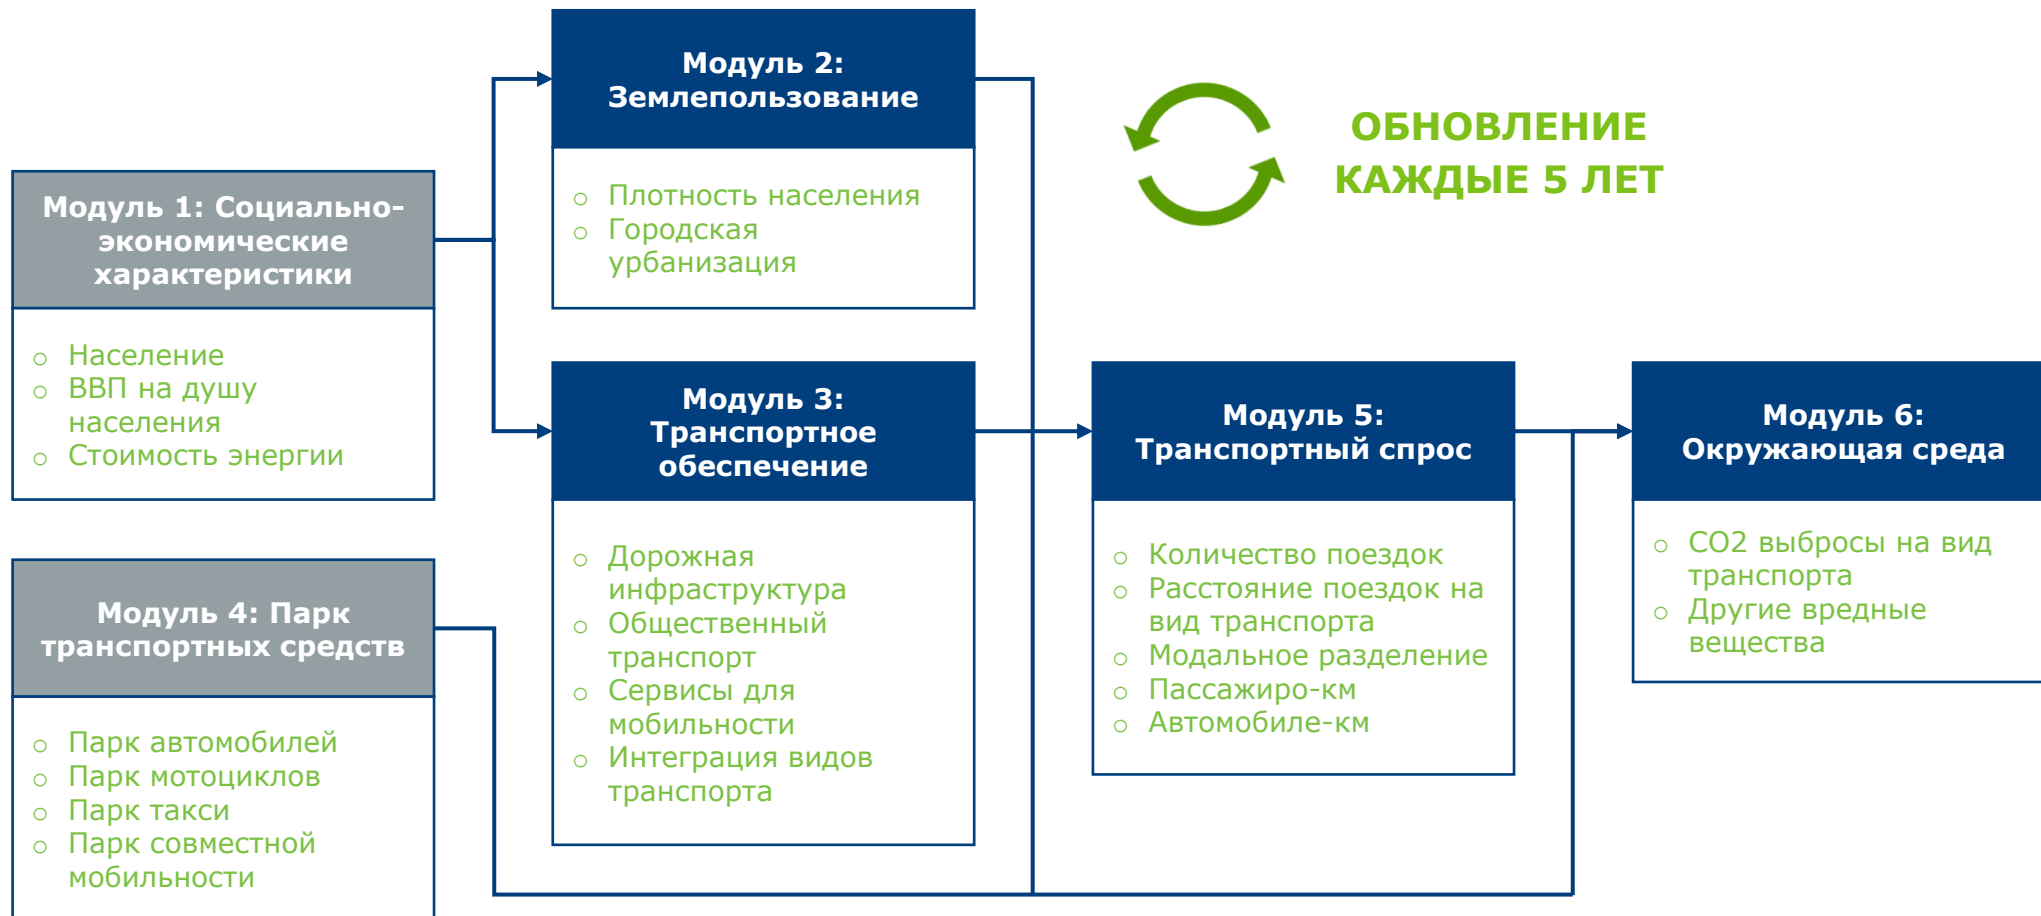 Модуль 2:
Землепользование
o Плотность населения
o Городская
урбанизация
ОБНОВЛЕНИЕ
КАЖДЫЕ 5 ЛЕТ
Модуль 1: Социально-
экономические
характеристики
o Население
o ВВП на душу
населения
o Стоимость энергии
Модуль 3:
Транспортное
обеспечение
o Дорожная
инфраструктура
o Общественный
транспорт
o Сервисы для
мобильности
o Интеграция видов
транспорта
Модуль 5:
Транспортный спрос
o Количество поездок
o Расстояние поездок на
вид транспорта
o Модальное разделение
o Пассажиро-км
o Автомобиле-км
Модуль 6:
Окружающая среда
o СО2 выбросы на вид
транспорта
o Другие вредные
вещества
Модуль 4: Парк
транспортных средств
o Парк автомобилей
o Парк мотоциклов
o Парк такси
o Парк совместной
мобильности